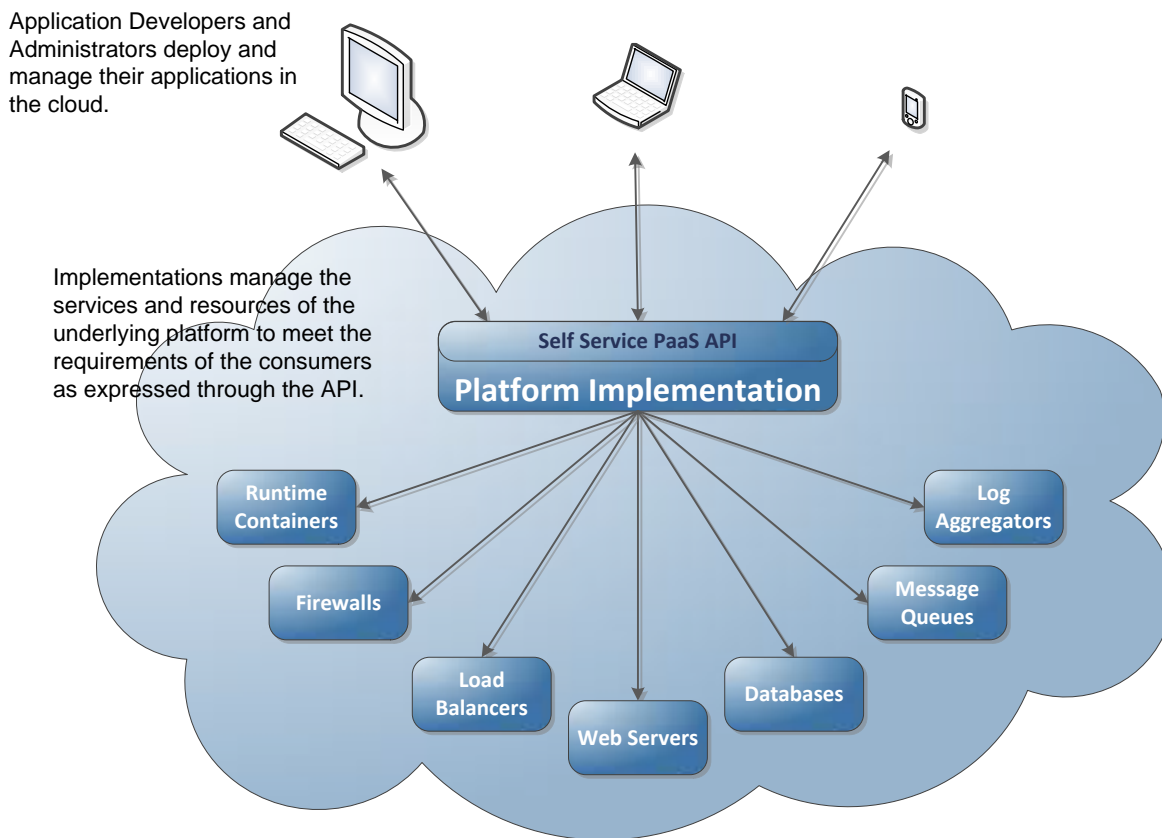 Application Developers and
Administrators deploy and
manage their applications in
the cloud.
Implementations manage the
services and resources of the
underlying platform to meet the
requirements of the consumers
as expressed through the API.
Self Service PaaS API
Platform Implementation
Runtime
Containers
Log
Aggregators
Firewalls
Message
Queues
Load
Balancers
Databases
Web Servers